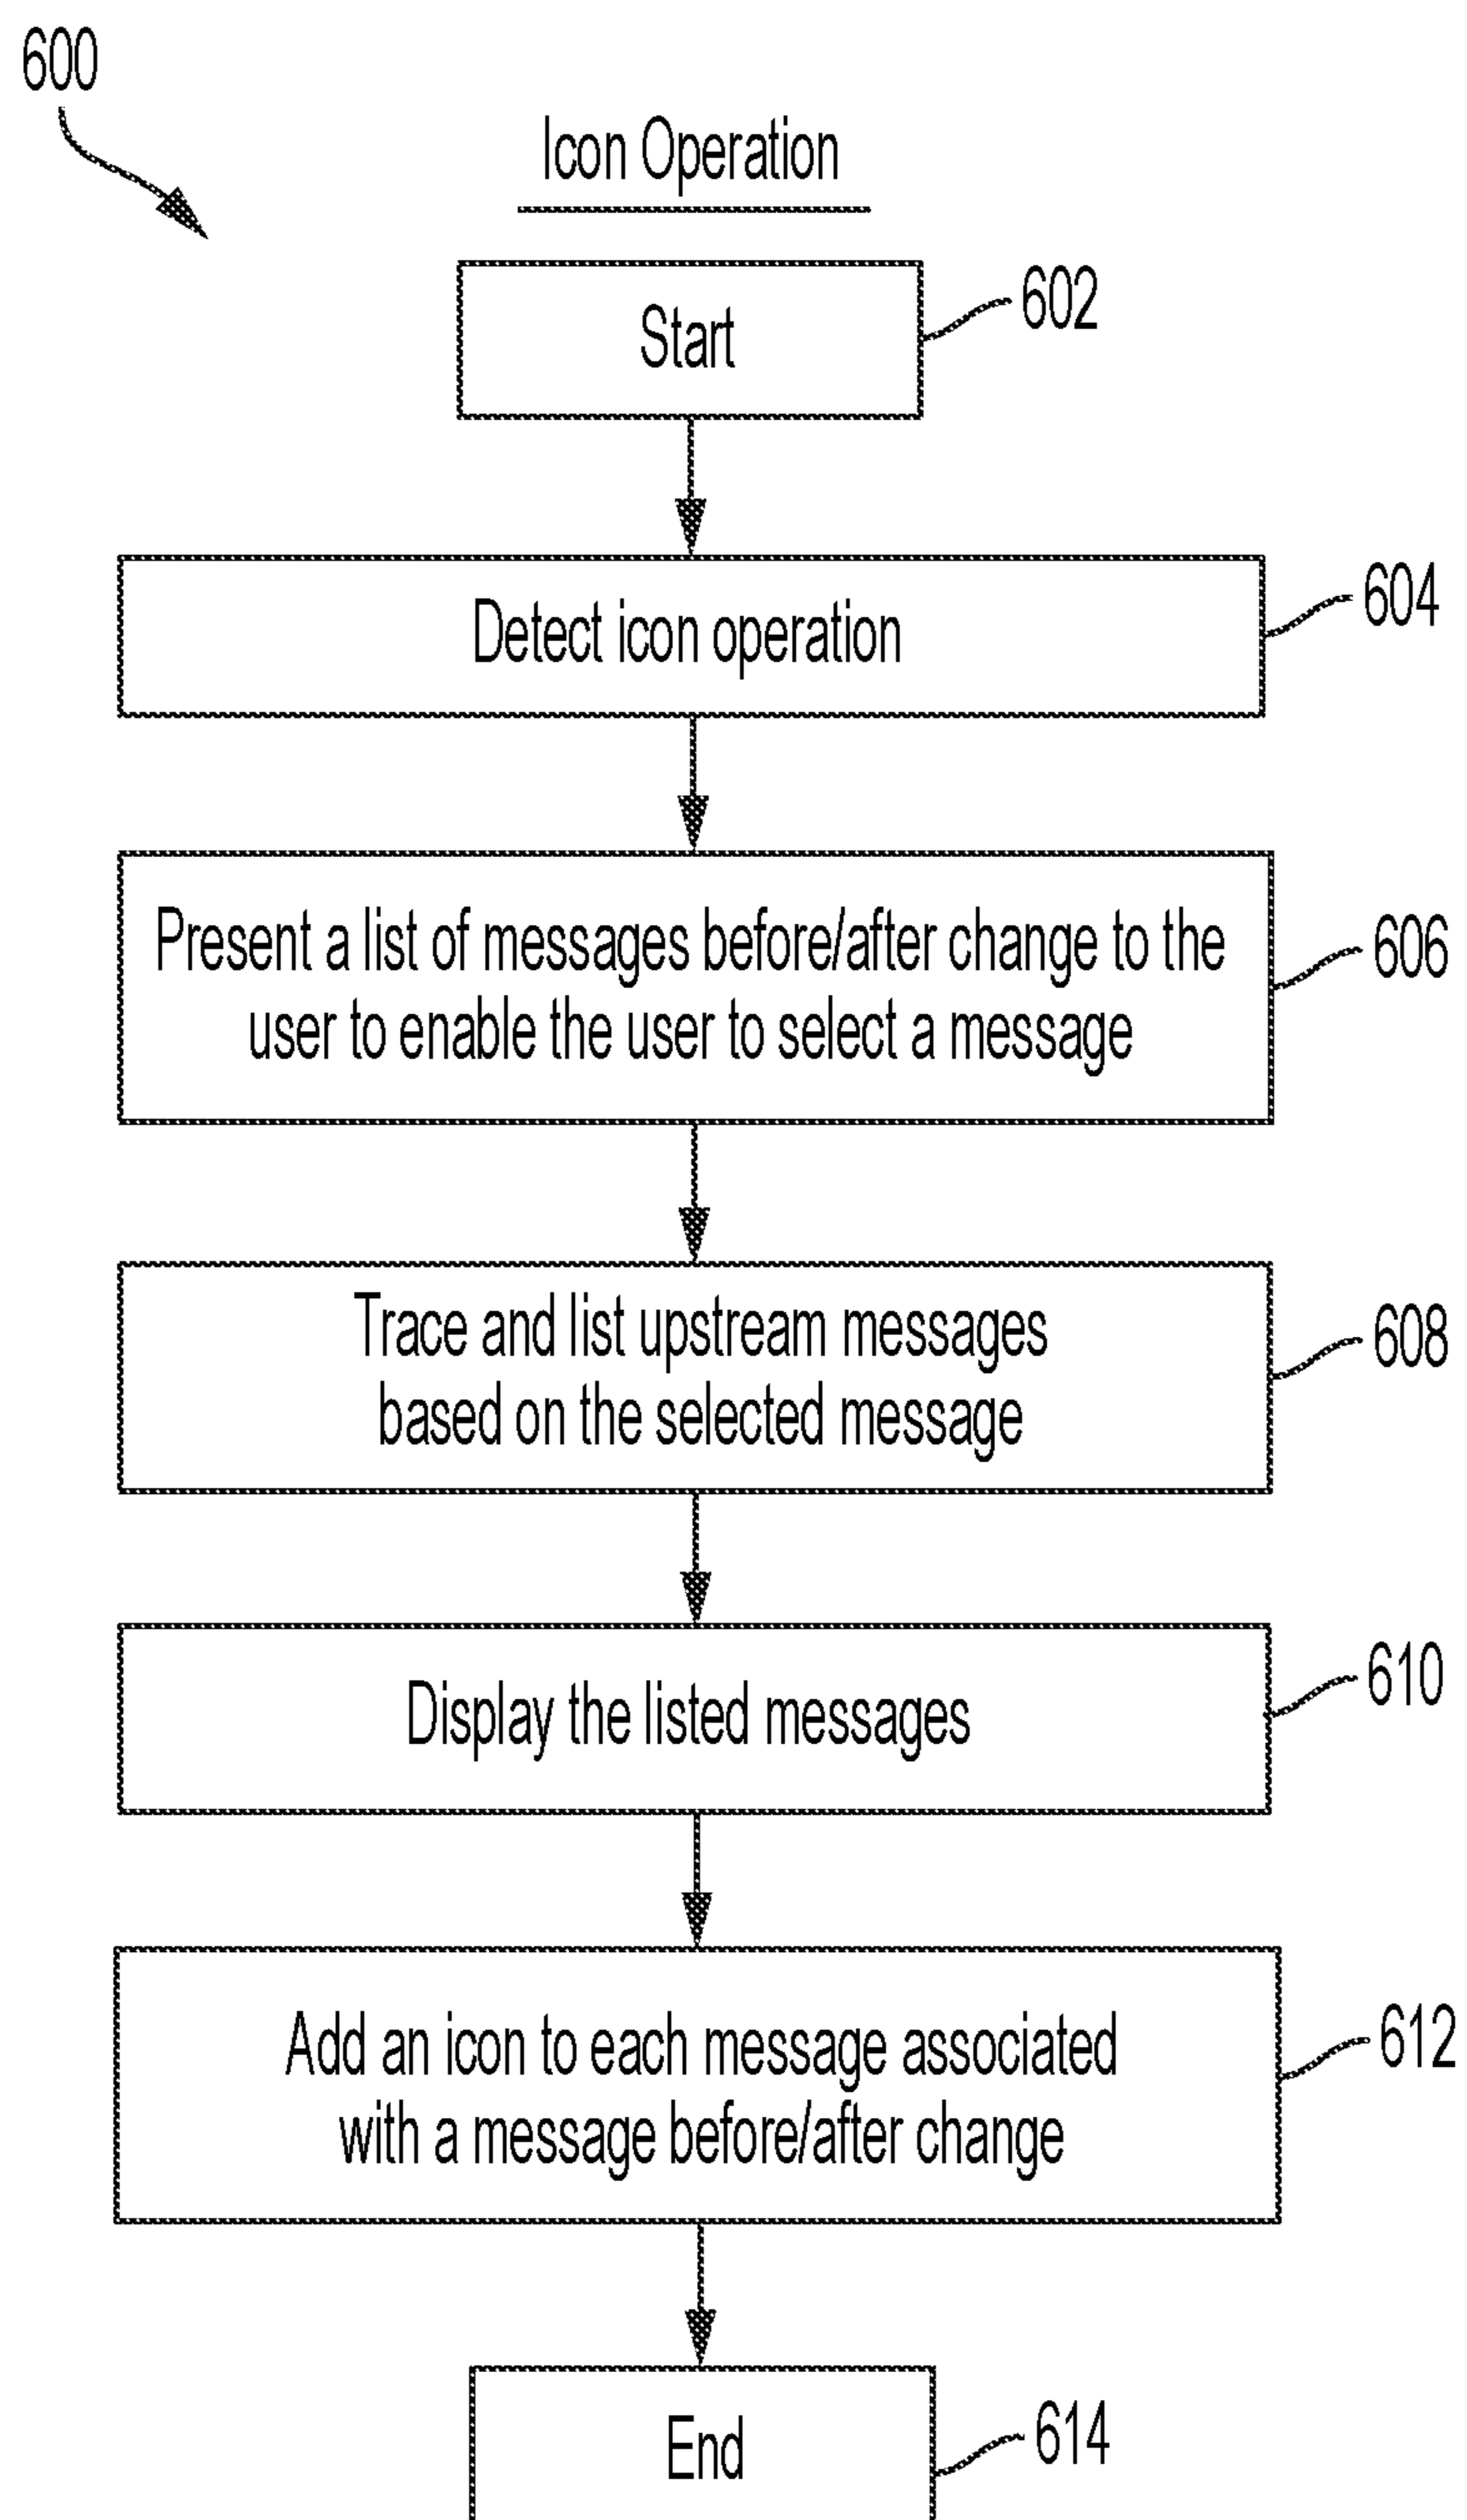 600
Icon Operation
Start
602
Detect icon operation
604
Present a list of messages before/after change to the
user to enable the user to select a message
606
Trace and list upstream messages
based on the selected message
608
Display the listed messages
610
Add an icon to each message associated
with a message before/after change
612
End
614